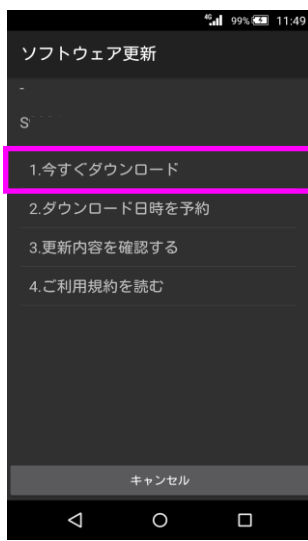 4G 99% 11:49
ソフトウェア更新
-
S
1.今すぐダウンロード
2.ダウンロード日時を予約
3.更新内容を確認する
4.ご利用規約を読む
キャンセル